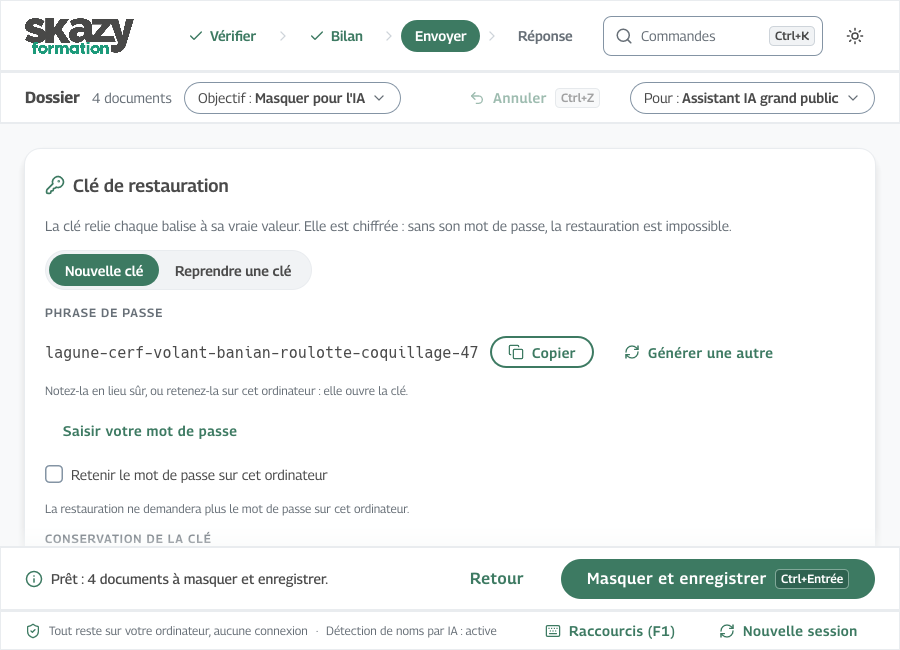 skazy
formation
Vérifier
Bilan
Envoyer
Réponse
Commandes
Ctrl+K
Dossier 4 documents
Objectif : Masquer pour l'IA
Annuler Ctrl+Z
Pour : Assistant IA grand public
Clé de restauration
La clé relie chaque balise à sa vraie valeur. Elle est chiffrée : sans son mot de passe, la restauration est impossible.
Nouvelle clé
Reprendre une clé
PHRASE DE PASSE
lagune-cerf-volant-banian-roulotte-coquillage-47
Copier
Générer une autre
Notez-la en lieu sûr, ou retenez-la sur cet ordinateur : elle ouvre la clé.
Saisir votre mot de passe
Retenir le mot de passe sur cet ordinateur
La restauration ne demandera plus le mot de passe sur cet ordinateur.
CONSERVATION DE LA CLÉ
Prêt : 4 documents à masquer et enregistrer.
Retour
Masquer et enregistrer Ctrl+Entrée
Tout reste sur votre ordinateur, aucune connexion · Détection de noms par IA : active
Raccourcis (F1)
Nouvelle session